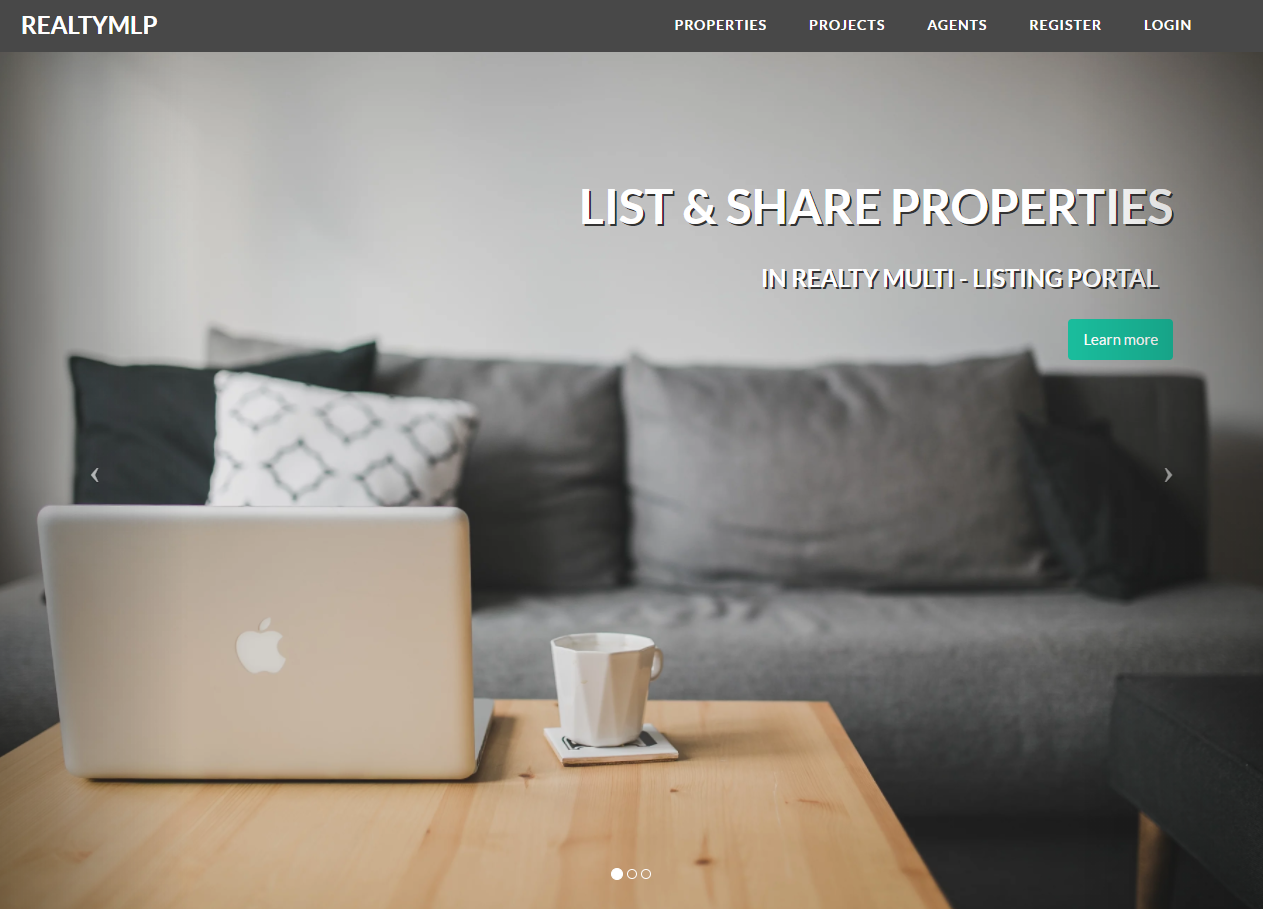 REALTYMLP
PROPERTIES PROJECTS AGENTS REGISTER LOGIN
LIST & SHARE PROPERTIES
IN REALTY MULTI - LISTING PORTAL
Learn more